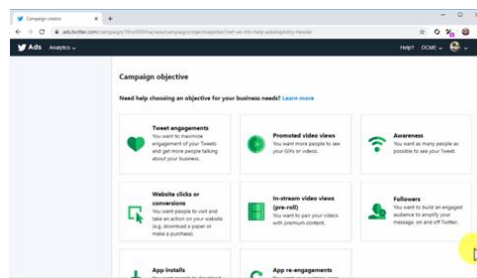 Campaign creator
Ads Analytics
Help? DCME
Campaign objective
Need help choosing an objective for your business needs? Learn more
Tweet engagements
You want to maximize
engagement of your Tweets
and get more people talking
about your business.
Promoted video views
You want more people to see
your GIFs or videos.
Awareness
You want as many people as
possible to see your Tweet.
Website clicks or
conversions
You want people to visit and
take an action on your website
(e.g. download a paper or
make a purchase).
In-stream video views
(pre-roll)
You want to pair your videos
with premium content.
Followers
You want to build an engaged
audience to amplify your
message, on and off Twitter.
App installs
You want people to download
App re-engagements